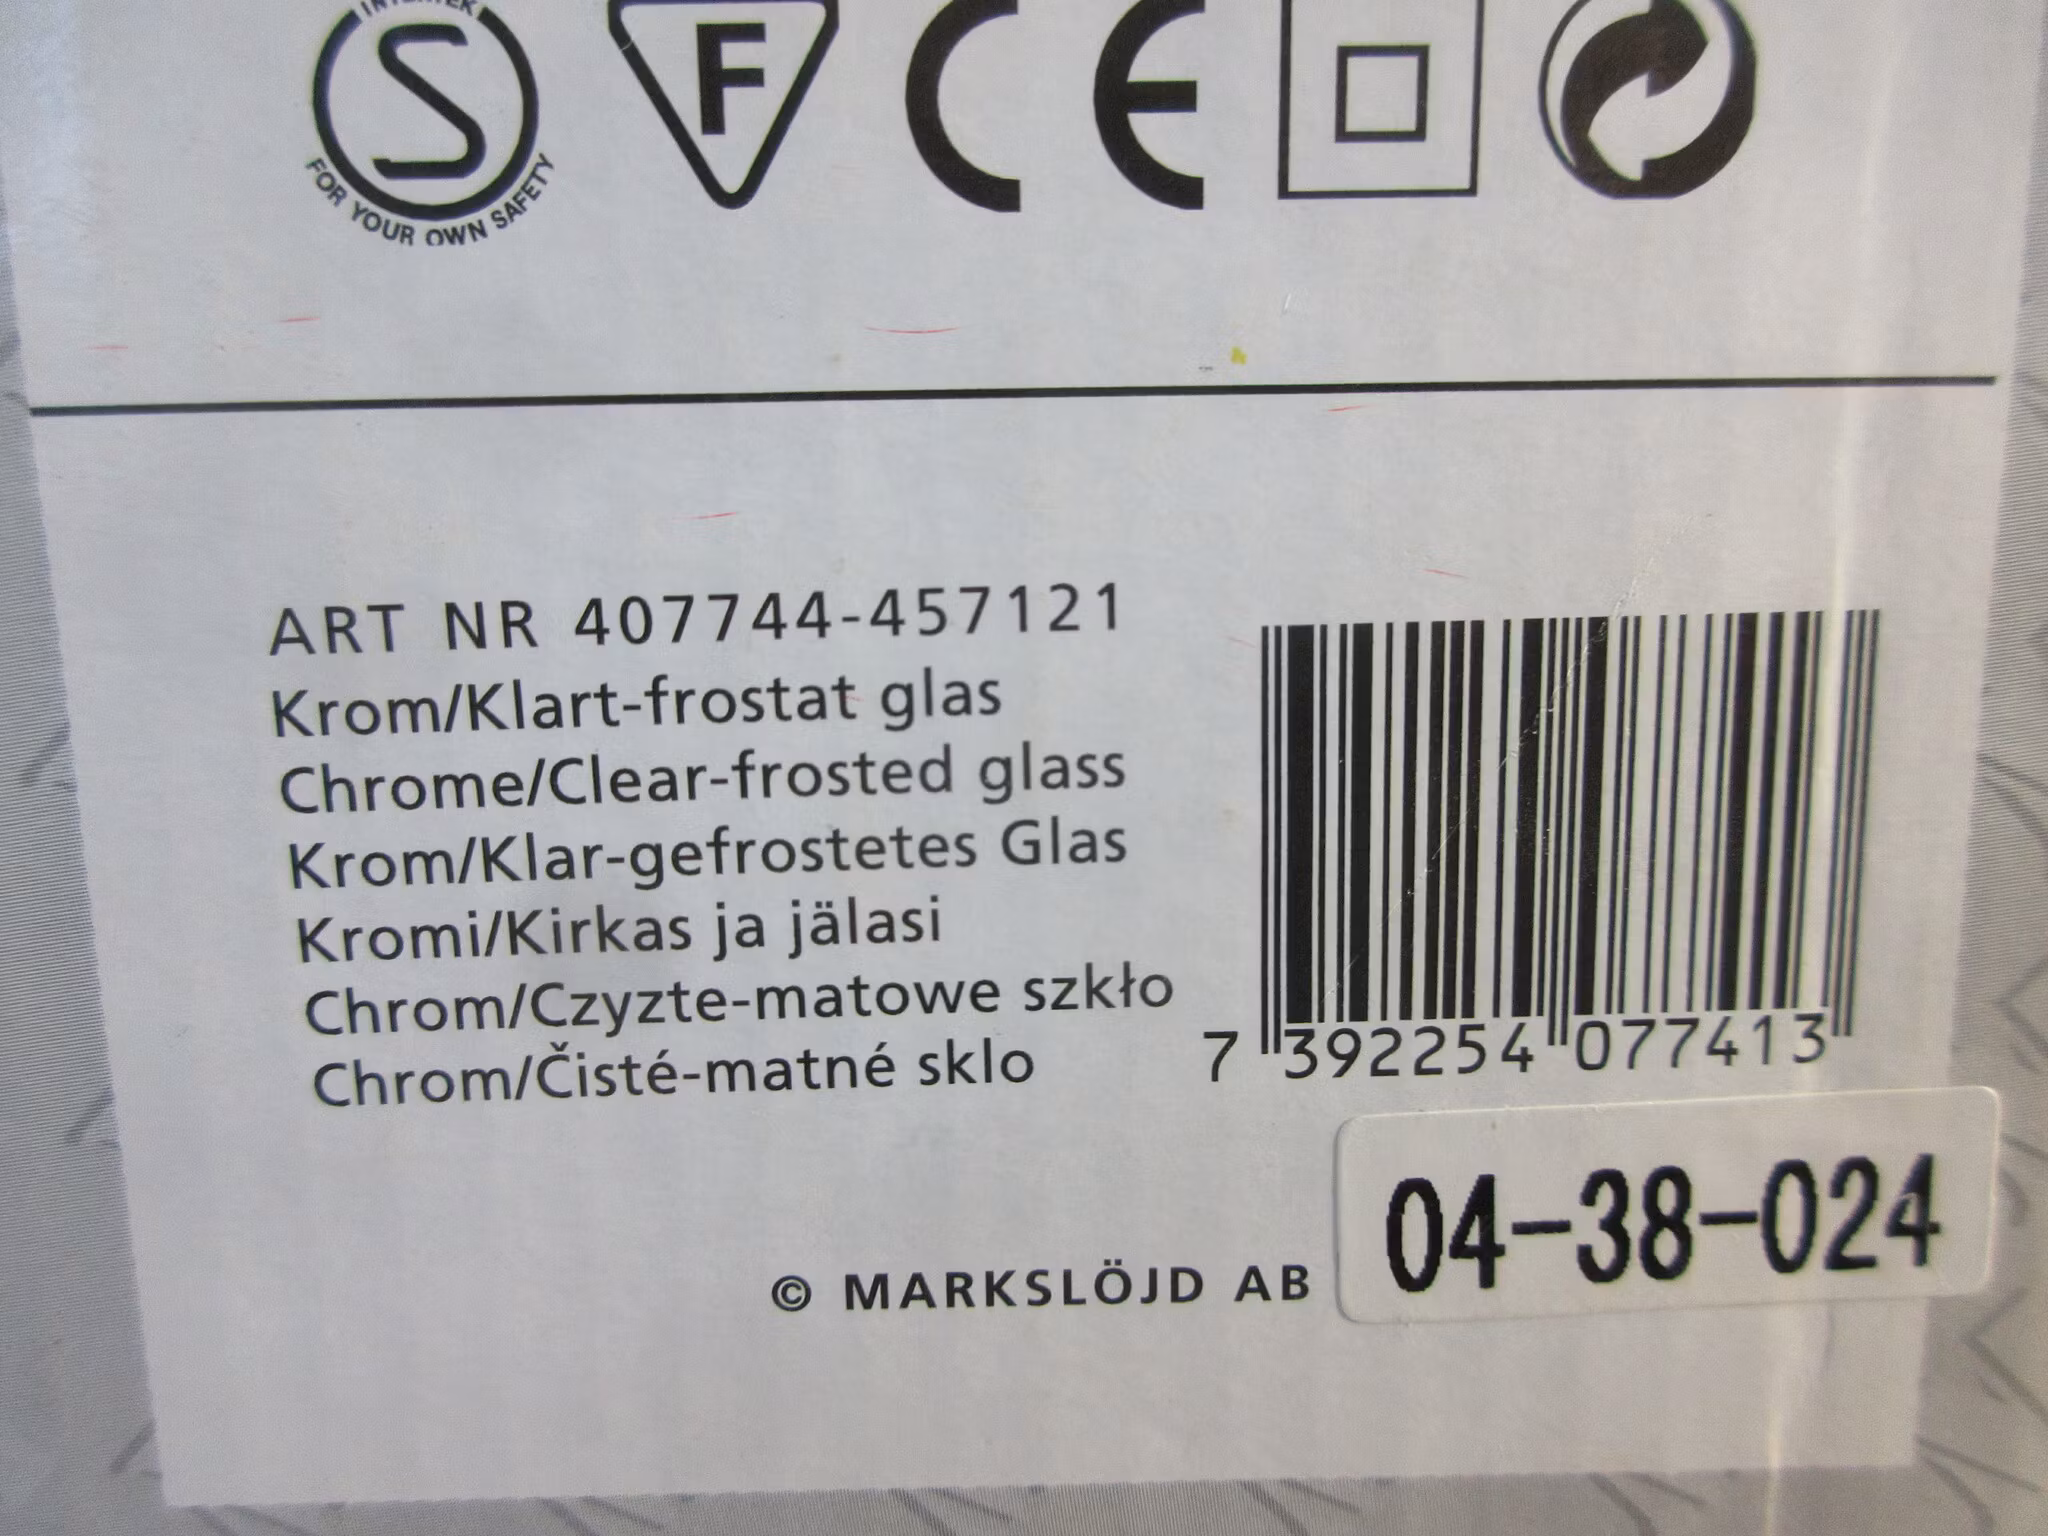 INTERTEK
S
FOR YOUR OWN SAFETY
F
CE
ART NR 407744-457121
Krom/Klart-frostat glas
Chrome/Clear-frosted glass
Krom/Klar-gefrostetes Glas
Kromi/Kirkas ja jälasi
Chrom/Czyzte-matowe szkło
Chrom/Čisté-matné sklo
7 392254 077413
04-38-024
© MARKSLÖJD AB